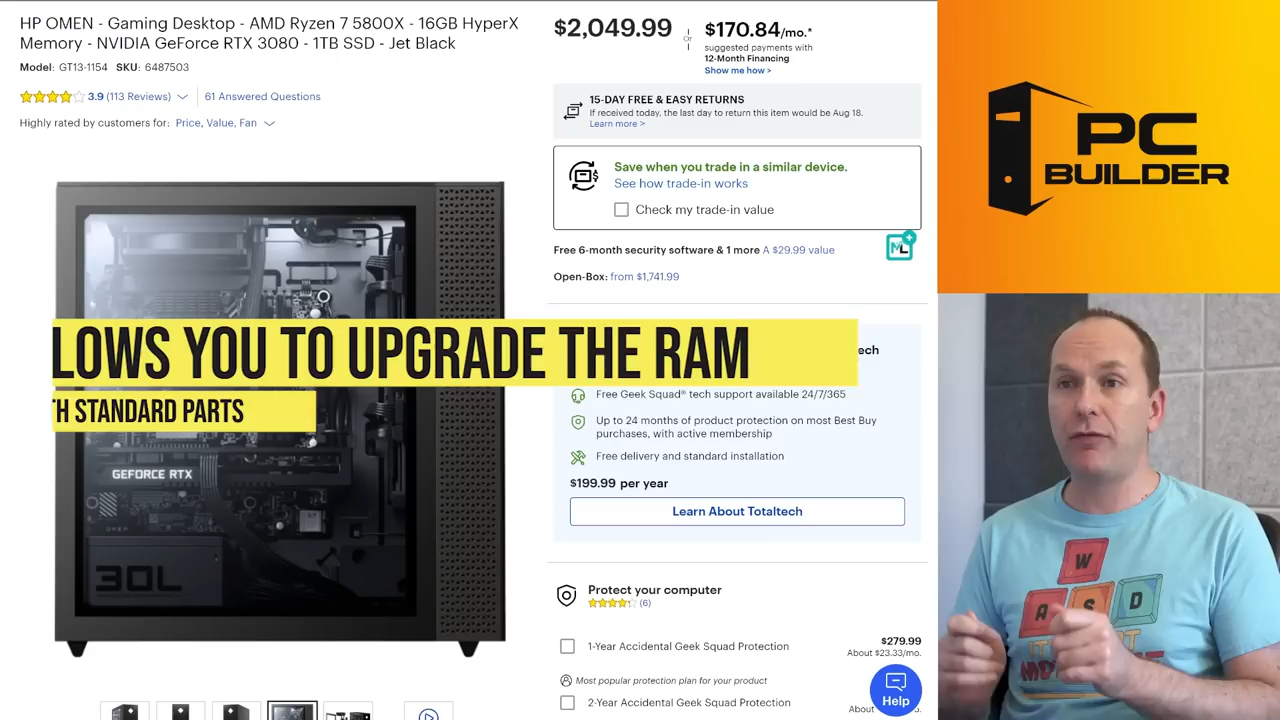 HP OMEN - Gaming Desktop - AMD Ryzen 7 5800X - 16GB HyperX
Memory - NVIDIA GeForce RTX 3080 - 1TB SSD - Jet Black
Model: GT13-1154 SKU: 6487503
3.9 (113 Reviews)
61 Answered Questions
Highly rated by customers for: Price, Value, Fan
LOWS YOU TO UPGRADE THE RAM
TH STANDARD PARTS
GEFORCE RTX
OMEN
30L
$2,049.99
Or
$170.84/mo.*
suggested payments with
12-Month Financing
Show me how >
15-DAY FREE & EASY RETURNS
If received today, the last day to return this item would be Aug 18.
Learn more >
Save when you trade in a similar device.
See how trade-in works
Check my trade-in value
Free 6-month security software & 1 more A $29.99 value
ML
Open-Box: from $1,741.99
ech
Free Geek Squad® tech support available 24/7/365
Up to 24 months of product protection on most Best Buy
purchases, with active membership
Free delivery and standard installation
$199.99 per year
Learn About Totaltech
Protect your computer
(6)
1-Year Accidental Geek Squad Protection
$279.99
About $23.33/mo.
Most popular protection plan for your product
2-Year Accidental Geek Squad Protection
About
Help
PC
BUILDER
W
A S D